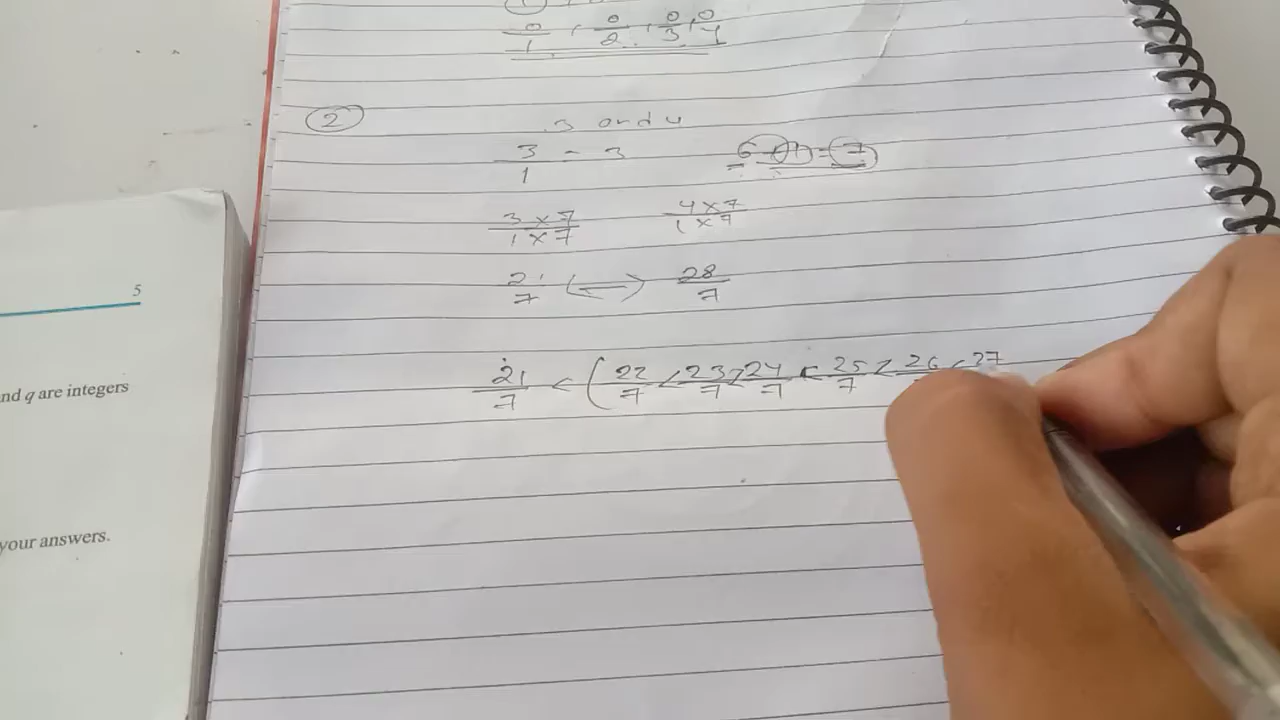 0/1, 0/2, 0/3, 0/4
2
3 and 4
3/1 = 3 6+1=7
3×7/1×7 4×7/1×7
21/7 ⟷ 28/7
21/7 < (22/7 < 23/7 < 24/7 < 25/7 < 26 < 27
5
nd q are integers
your answers.